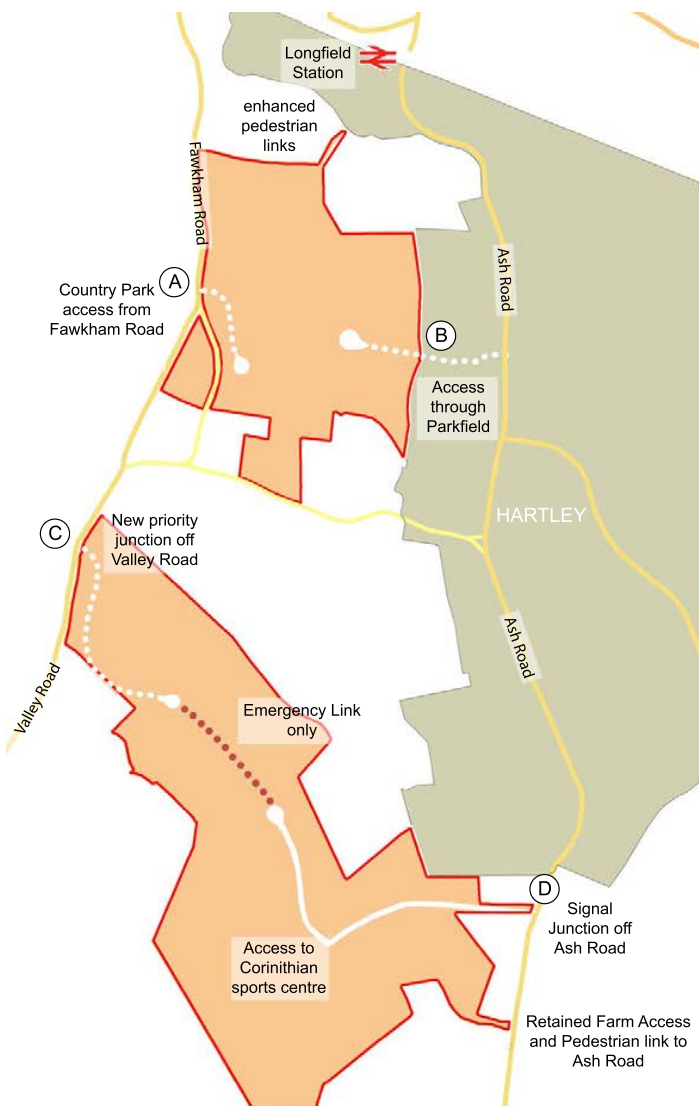 Longfield
Station
enhanced
pedestrian
links
Fawkham Road
A
Country Park
access from
Fawkham Road
Ash Road
B
Access
through
Parkfield
HARTLEY
C
New priority
junction off
Valley Road
Ash Road
Valley Road
Emergency Link
only
D
Signal
Junction off
Ash Road
Access to
Corinithian
sports centre
Retained Farm Access
and Pedestrian link to
Ash Road